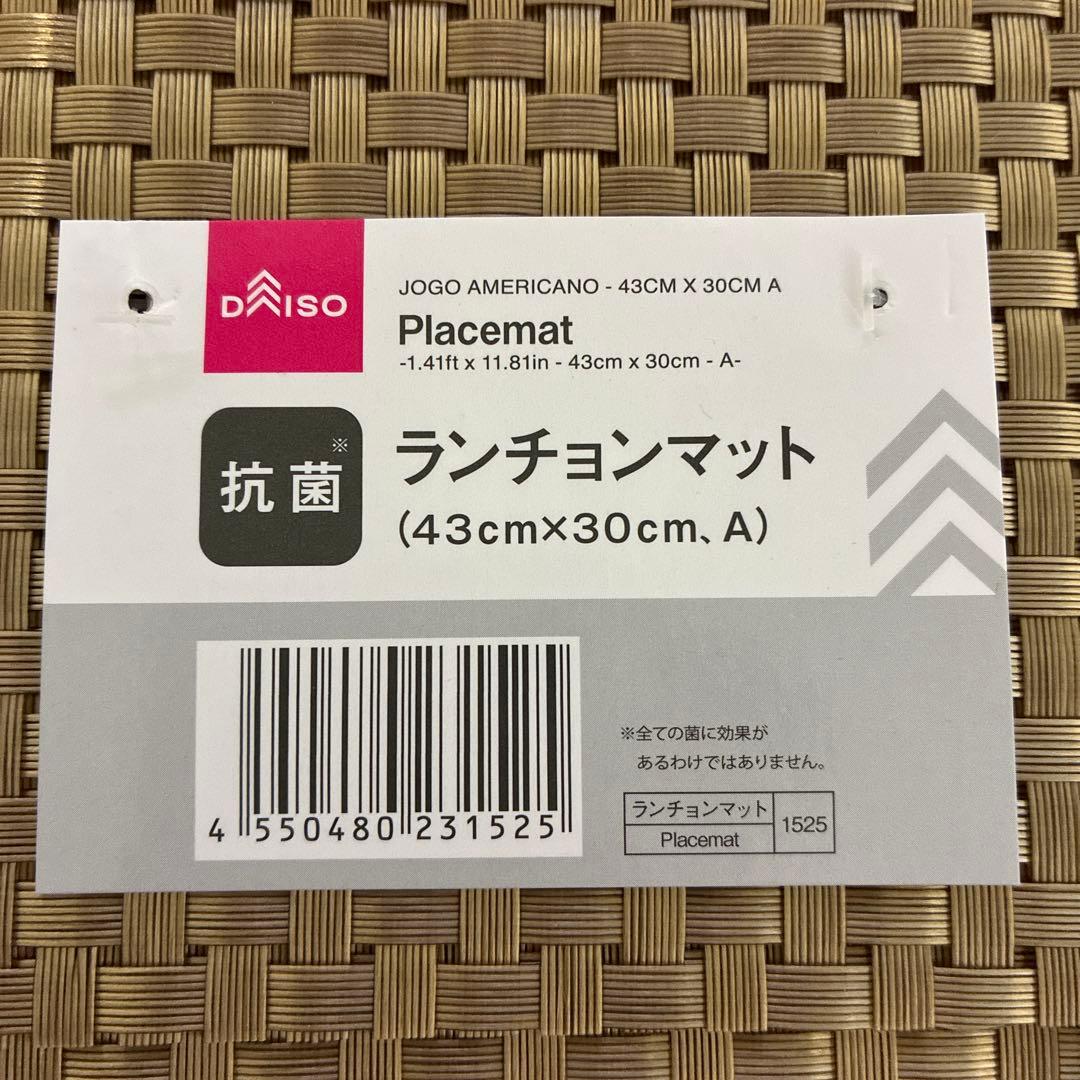 DAISO
JOGO AMERICANO - 43CM X 30CM A
Placemat
-1.41ft x 11.81in - 43cm x 30cm - A-
抗菌※
ランチョンマット
(43cm×30cm、A)
4 550480 231525
※全ての菌に効果が
あるわけではありません。
ランチョンマット
Placemat
1525